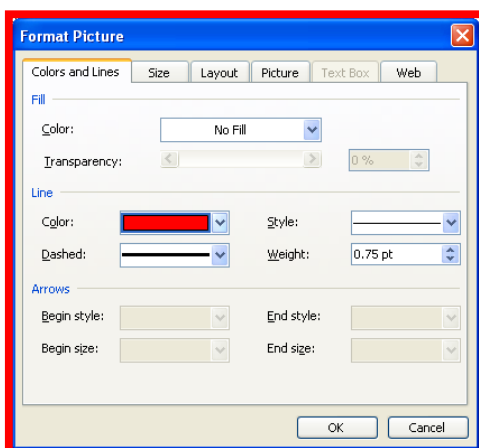 Format Picture
Colors and Lines Size Layout Picture Text Box Web
Fill
Color: No Fill
Transparency: 0 %
Line
Color: Style:
Dashed: Weight: 0.75 pt
Arrows
Begin style: End style:
Begin size: End size:
OK Cancel